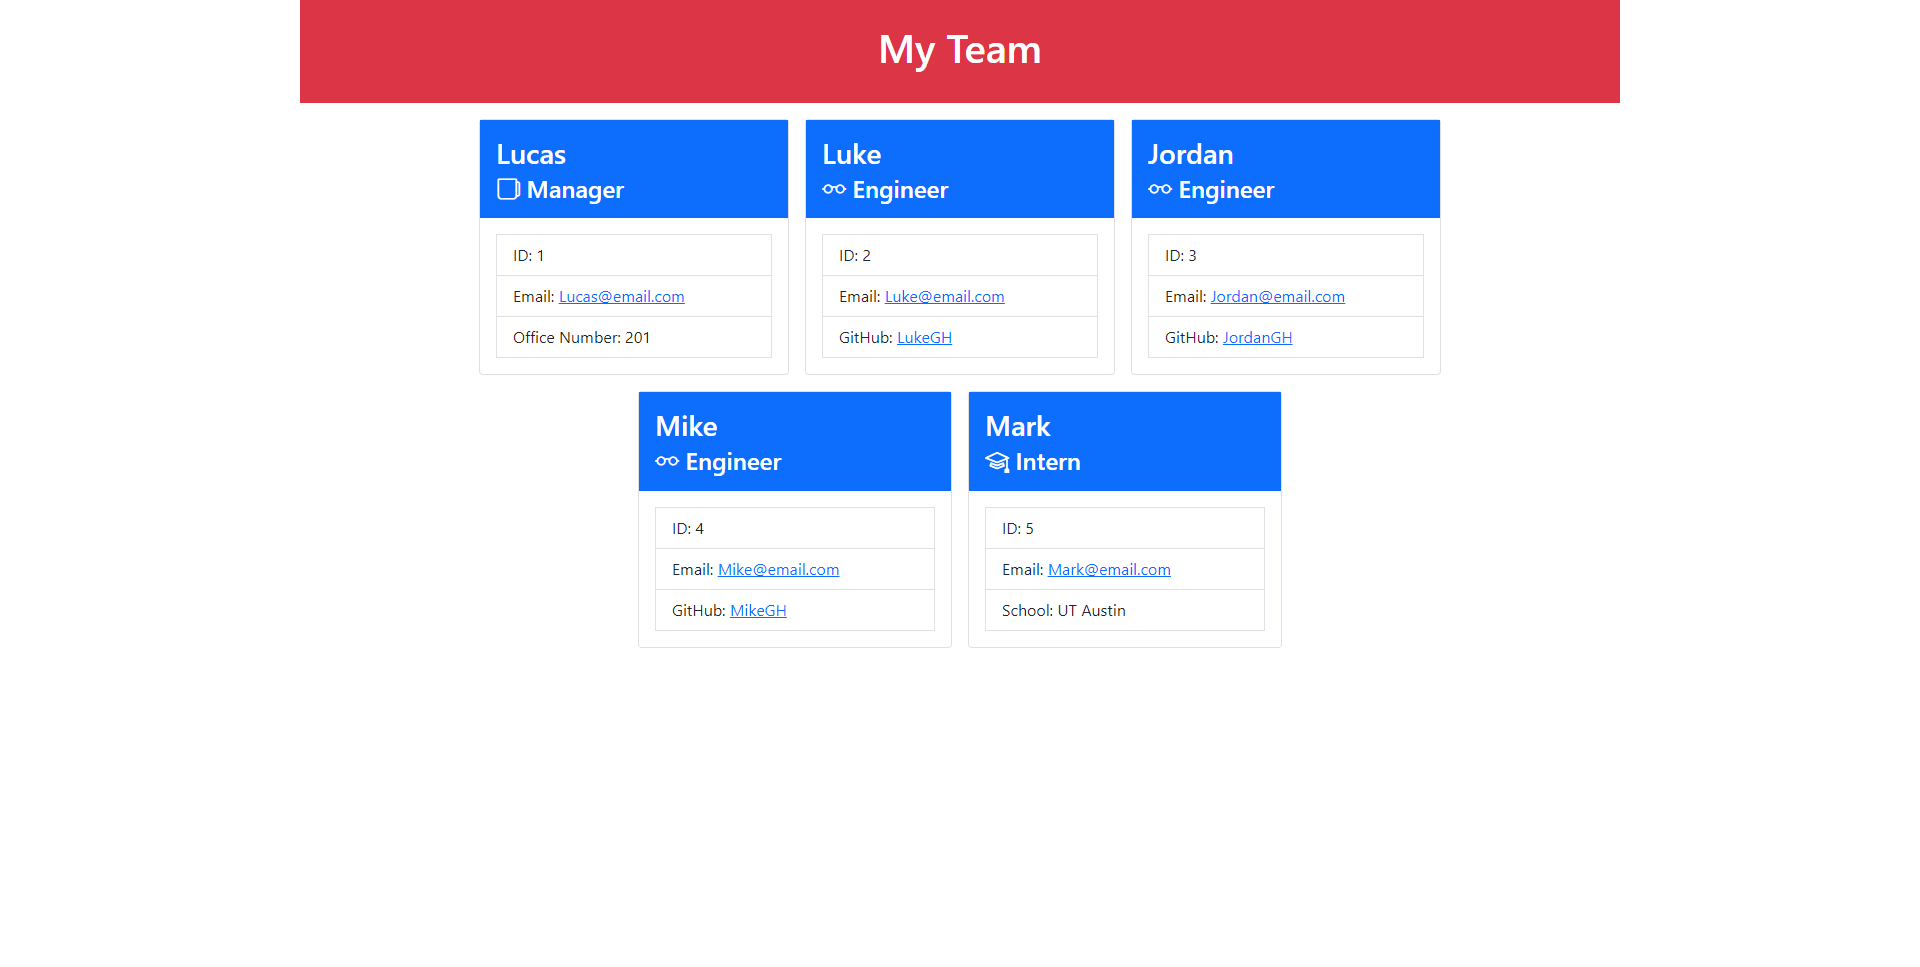 My Team
Lucas
Manager
ID: 1
Email: Lucas@email.com
Office Number: 201
Luke
Engineer
ID: 2
Email: Luke@email.com
GitHub: LukeGH
Jordan
Engineer
ID: 3
Email: Jordan@email.com
GitHub: JordanGH
Mike
Engineer
ID: 4
Email: Mike@email.com
GitHub: MikeGH
Mark
Intern
ID: 5
Email: Mark@email.com
School: UT Austin